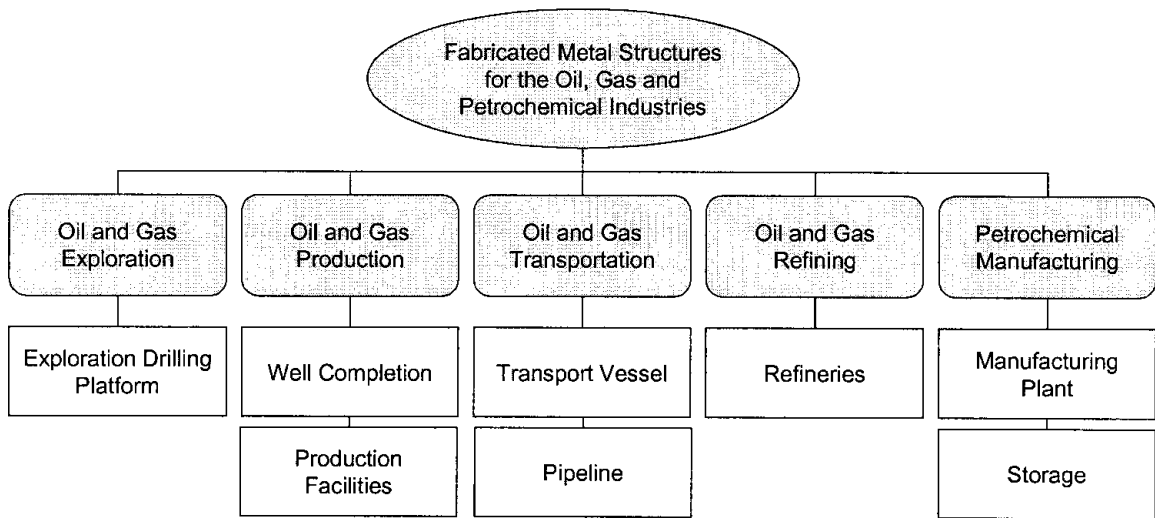 Fabricated Metal Structures
for the Oil, Gas and
Petrochemical Industries
Oil and Gas
Exploration
Oil and Gas
Production
Oil and Gas
Transportation
Oil and Gas
Refining
Petrochemical
Manufacturing
Exploration Drilling
Platform
Well Completion
Transport Vessel
Refineries
Manufacturing
Plant
Production
Facilities
Pipeline
Storage